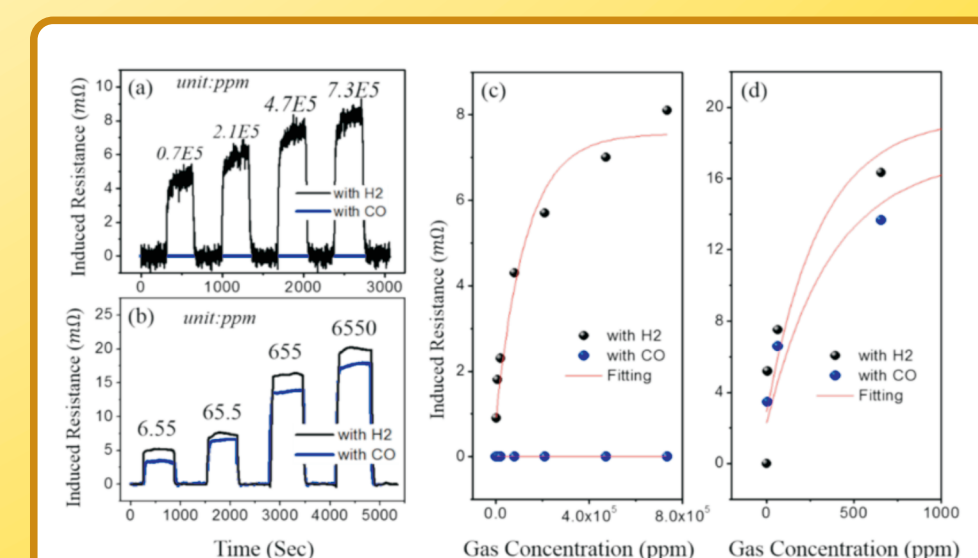 (a)
unit:ppm
0.7E5
2.1E5
4.7E5
7.3E5
with H2
with CO
Induced Resistance (mΩ)
10
8
6
4
2
0
0
1000
2000
3000
(b)
unit:ppm
6.55
65.5
655
6550
with H2
with CO
Induced Resistance (mΩ)
25
20
15
10
5
0
0
1000
2000
3000
4000
5000
Time (Sec)
(c)
with H2
with CO
Fitting
Induced Resistance (mΩ)
8
6
4
2
0
0.0
4.0x10⁵
8.0x10⁵
Gas Concentration (ppm)
(d)
with H2
with CO
Fitting
20
16
12
8
4
0
0
500
1000
Gas Concentration (ppm)